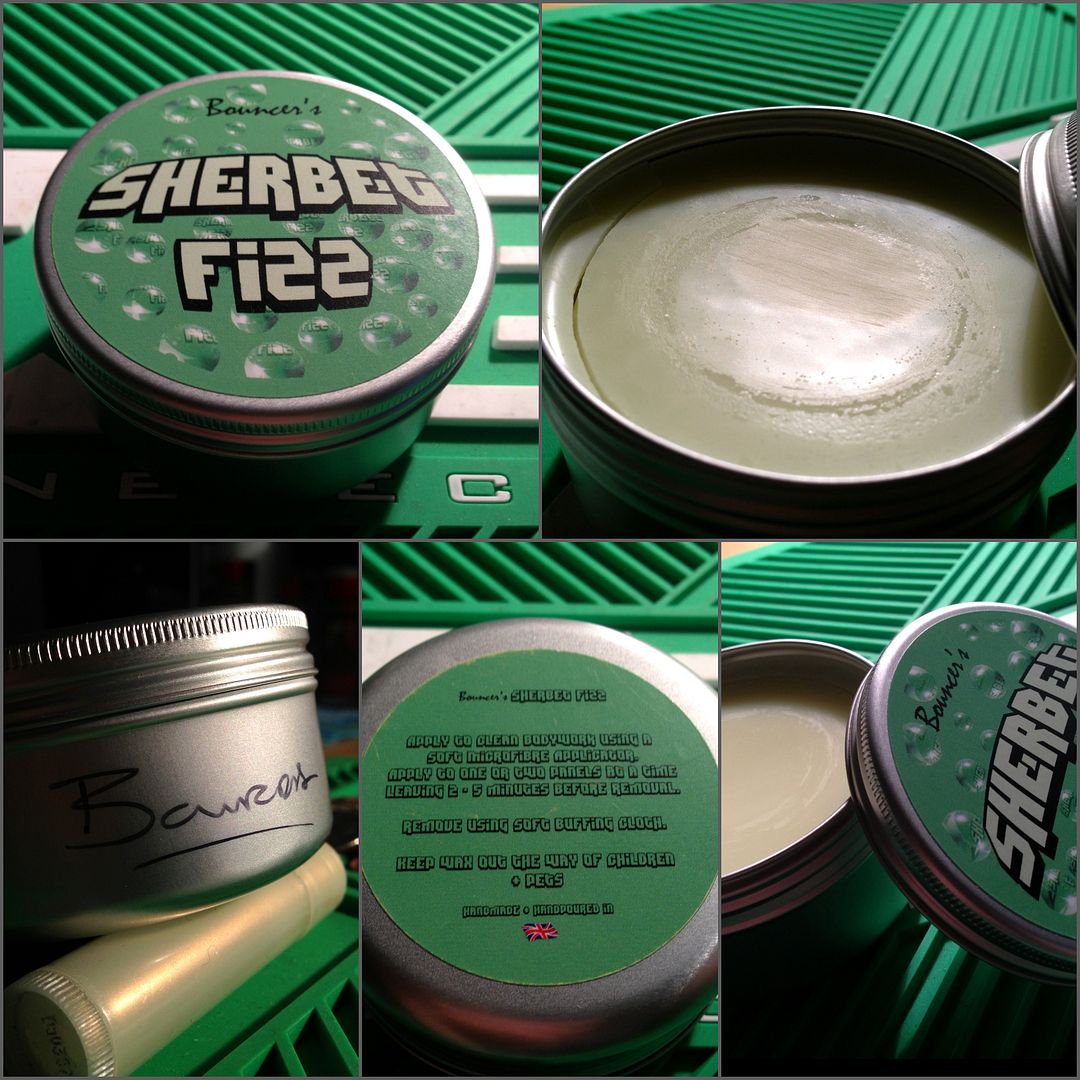 Bouncer's
SHERBET
FiZZ
N E E C
Bouncers
Bouncer's SHERBET FiZZ
APPLY TO CLEAN BODYWORK USING A
SOFT MICROFIBRE APPLICATOR.
APPLY TO ONE OR TWO PANELS AT A TIME
LEAVING 2 - 5 MINUTES BEFORE REMOVAL.
REMOVE USING SOFT BUFFING CLOTH.
KEEP WAX OUT THE WAY OF CHILDREN
+ PETS
HANDMADE + HANDPOURED IN
Bouncer's
SHERBET